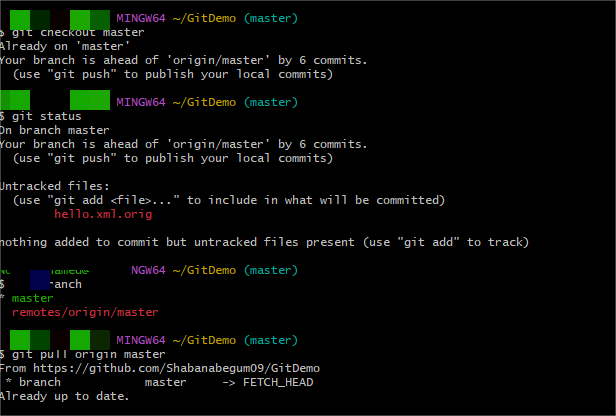 MINGW64 ~/GitDemo (master)
$ git checkout master
Already on 'master'
Your branch is ahead of 'origin/master' by 6 commits.
(use "git push" to publish your local commits)
MINGW64 ~/GitDemo (master)
$ git status
On branch master
Your branch is ahead of 'origin/master' by 6 commits.
(use "git push" to publish your local commits)
Untracked files:
(use "git add <file>..." to include in what will be committed)
hello.xml.orig
nothing added to commit but untracked files present (use "git add" to track)
NGW64 ~/GitDemo (master)
$ ranch
* master
remotes/origin/master
MINGW64 ~/GitDemo (master)
$ git pull origin master
From https://github.com/Shabanabegum09/GitDemo
* branch master -> FETCH_HEAD
Already up to date.